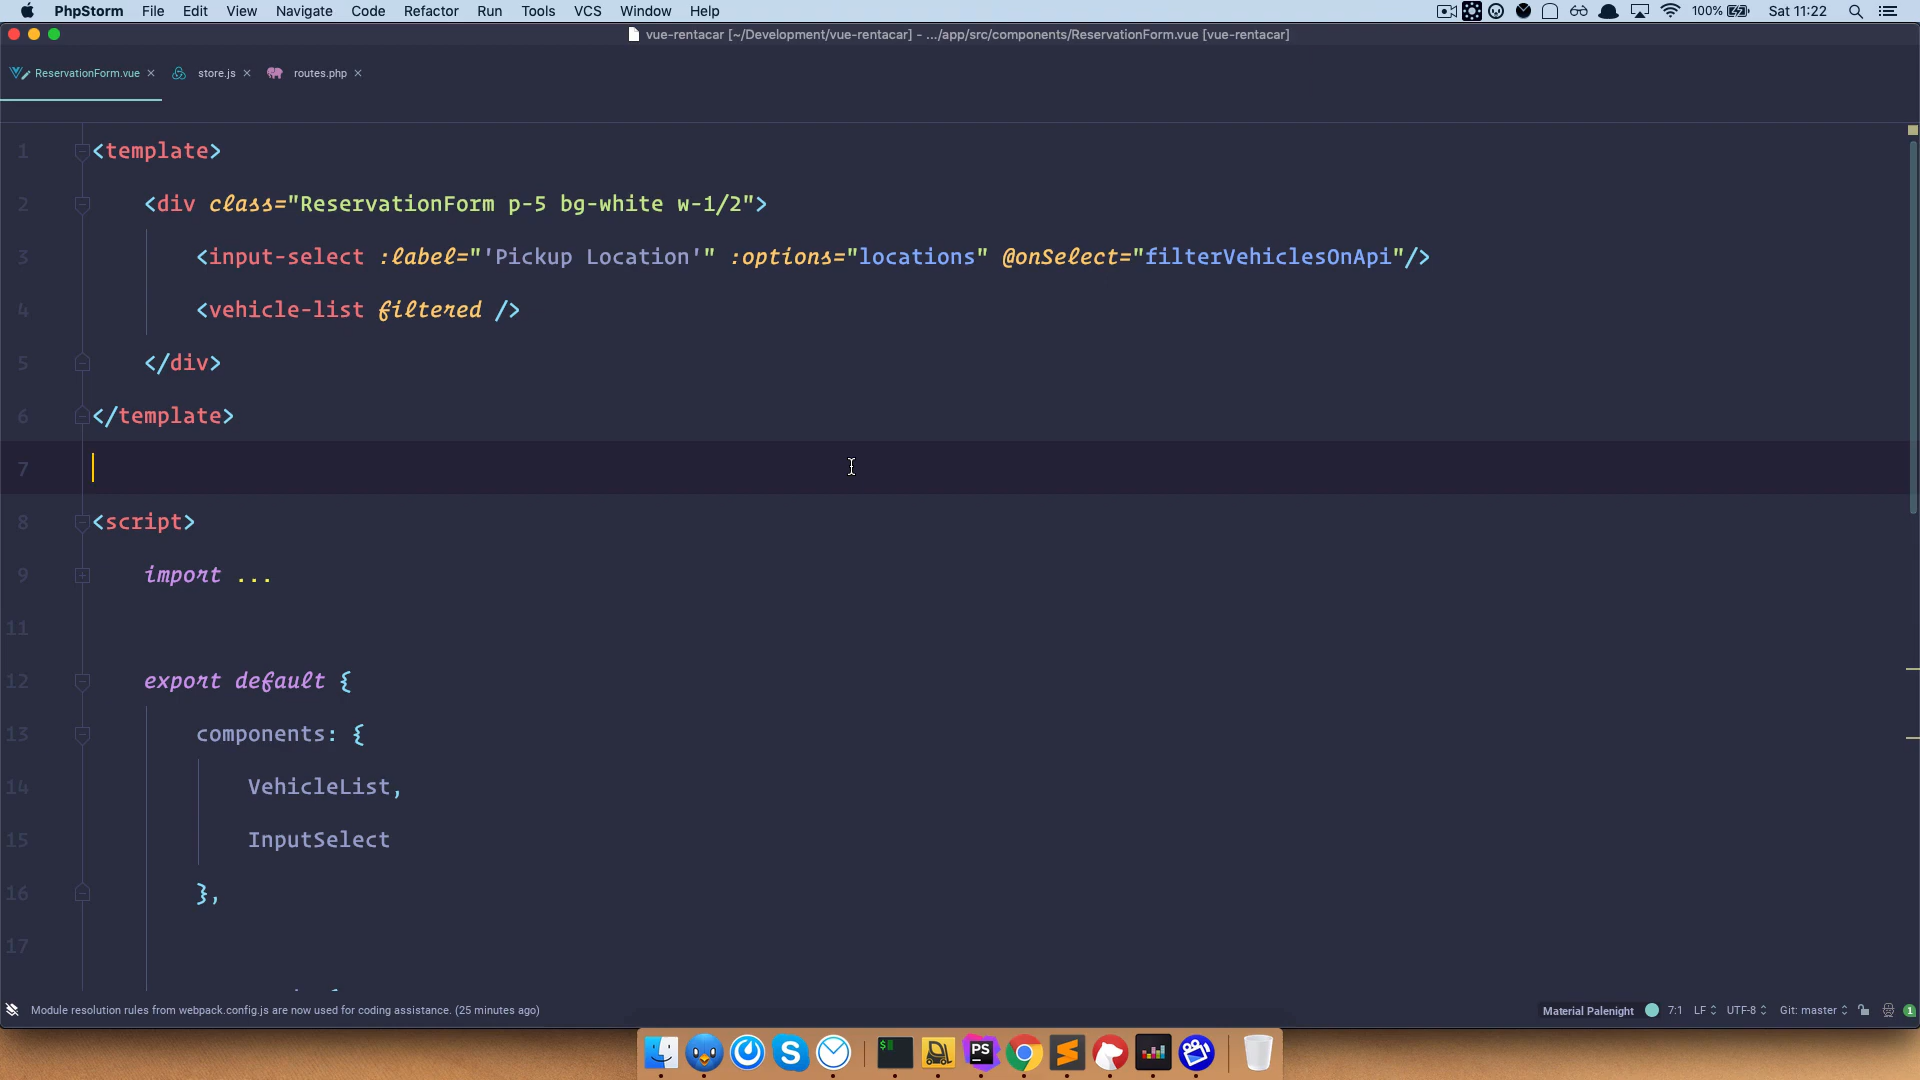 PhpStorm File Edit View Navigate Code Refactor Run Tools VCS Window Help 100% Sat 11:22
vue-rentacar [~/Development/vue-rentacar] - .../app/src/components/ReservationForm.vue [vue-rentacar]
ReservationForm.vue store.js routes.php
1 <template>
2 <div class="ReservationForm p-5 bg-white w-1/2">
3 <input-select :label="'Pickup Location'" :options="locations" @onSelect="filterVehiclesOnApi"/>
4 <vehicle-list filtered />
5 </div>
6 </template>
7
8 <script>
9 import ...
11
12 export default {
13 components: {
14 VehicleList,
15 InputSelect
16 },
17
Module resolution rules from webpack.config.js are now used for coding assistance. (25 minutes ago) Material Palenight 7:1 LF UTF-8 Git: master 1
$ PS